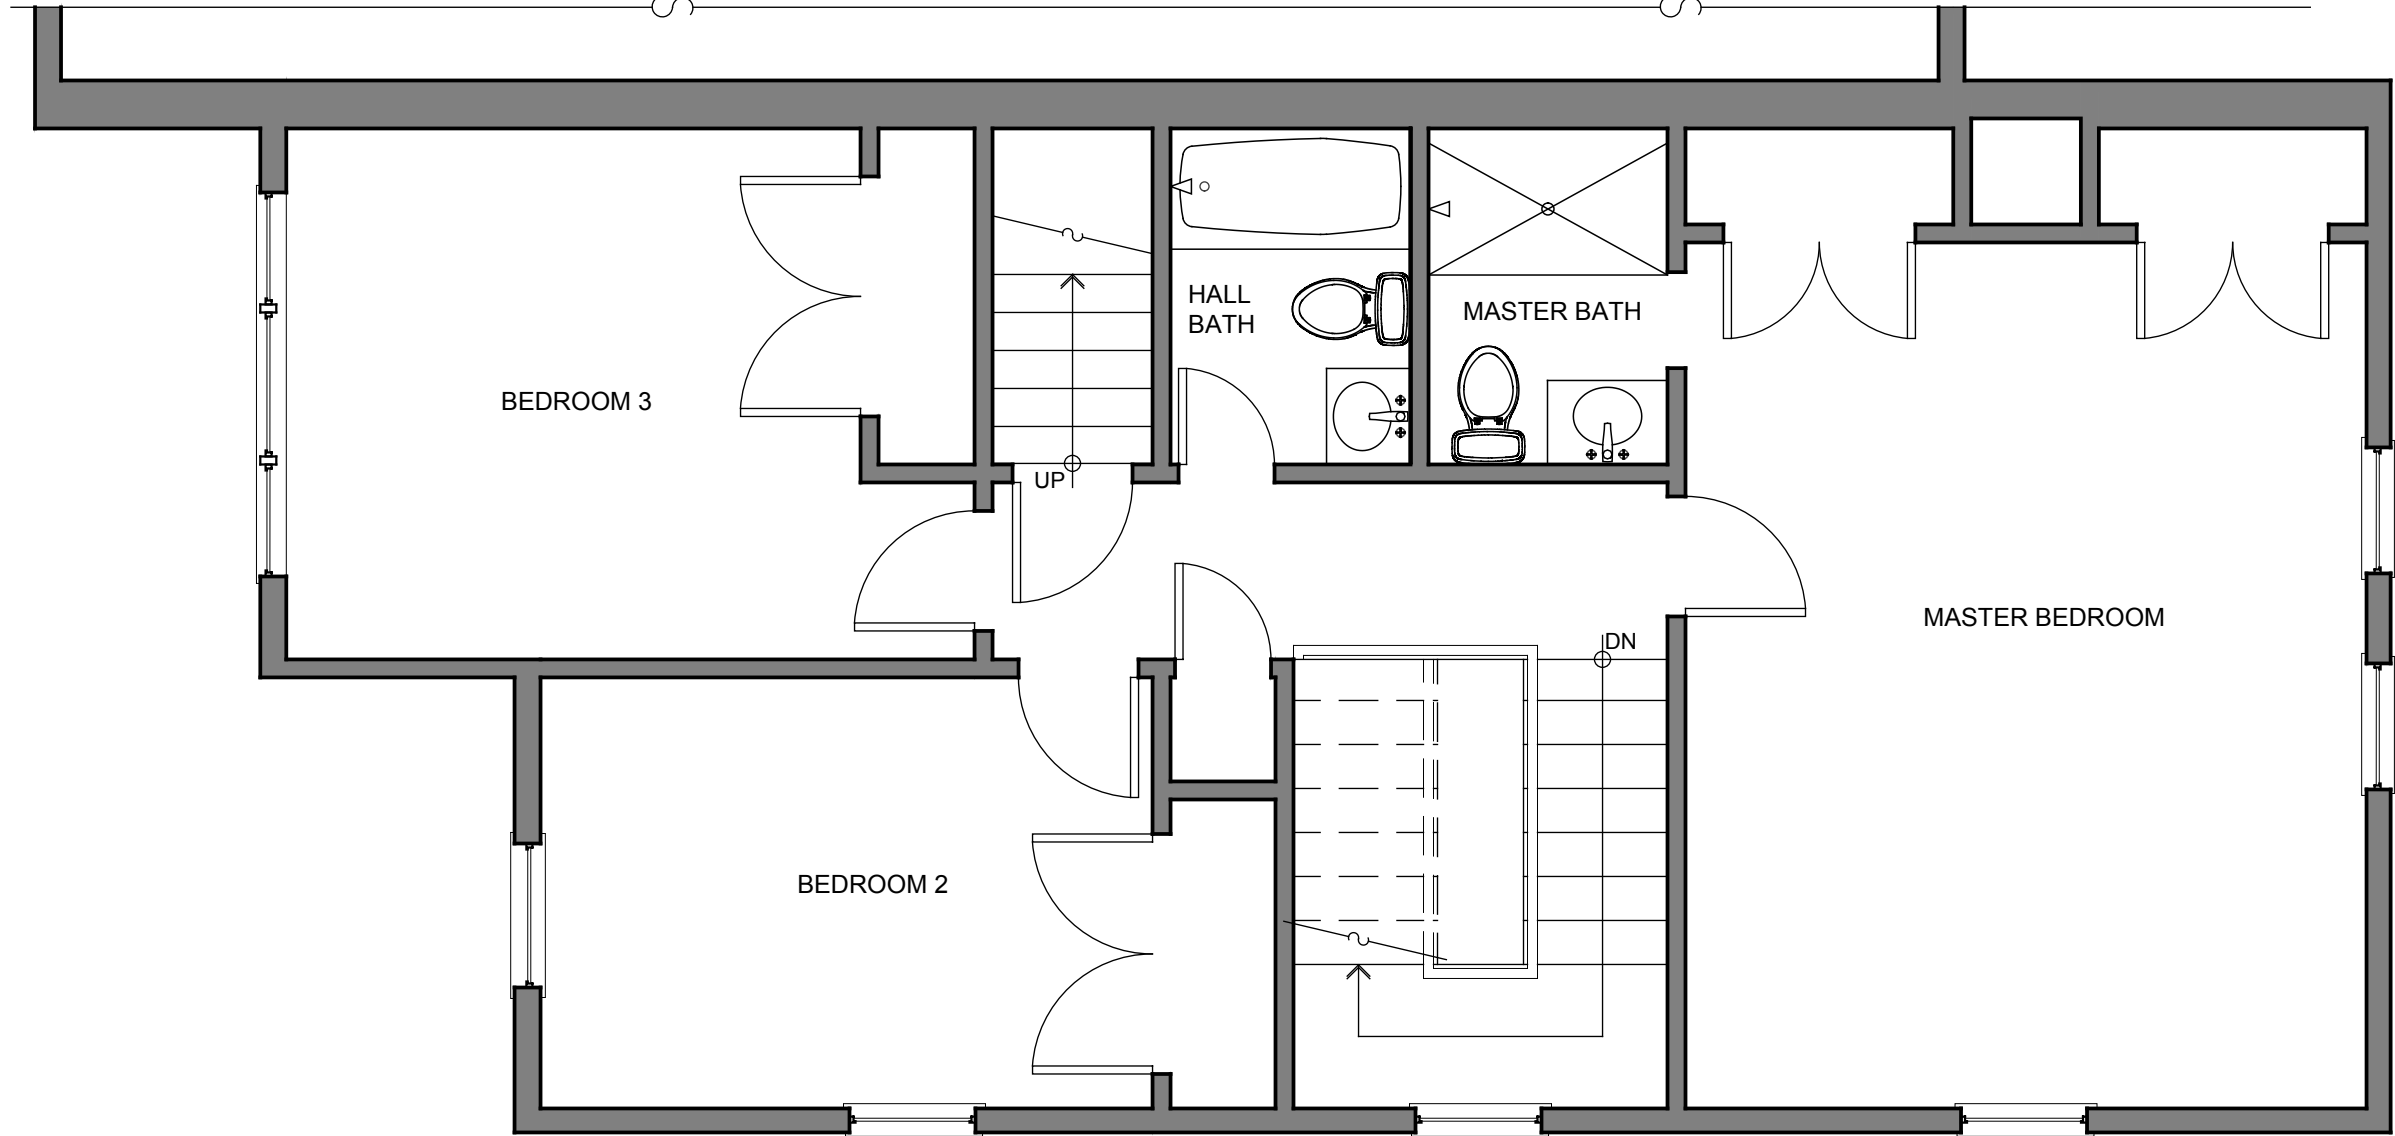 HALL
BATH
MASTER BATH
BEDROOM 3
UP
MASTER BEDROOM
DN
BEDROOM 2